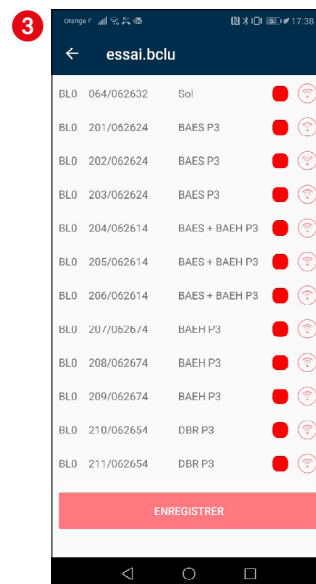 3
Orange F 17:38
essai.bclu
BL0 064/062632 Sol
BL0 201/062624 BAES P3
BL0 202/062624 BAES P3
BL0 203/062624 BAES P3
BL0 204/062614 BAES + BAEH P3
BL0 205/062614 BAES + BAEH P3
BL0 206/062614 BAES + BAEH P3
BL0 207/062674 BAEH P3
BL0 208/062674 BAEH P3
BL0 209/062674 BAEH P3
BL0 210/062654 DBR P3
BL0 211/062654 DBR P3
ENREGISTRER